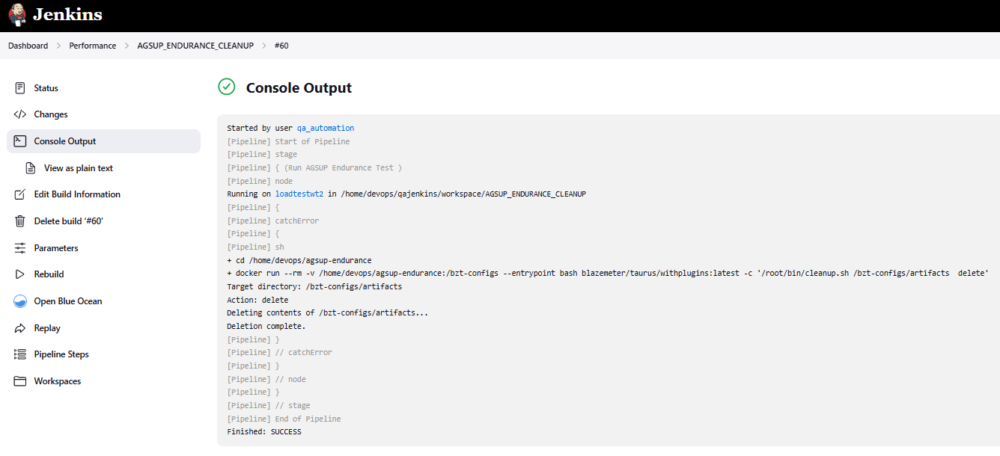 Jenkins
Dashboard > Performance > AGSUP_ENDURANCE_CLEANUP > #60
Status
Changes
Console Output
View as plain text
Edit Build Information
Delete build ‘#60’
Parameters
Rebuild
Open Blue Ocean
Replay
Pipeline Steps
Workspaces
Console Output
Started by user qa_automation
[Pipeline] Start of Pipeline
[Pipeline] stage
[Pipeline] { (Run AGSUP Endurance Test )
[Pipeline] node
Running on loadtestwt2 in /home/devops/qajenkins/workspace/AGSUP_ENDURANCE_CLEANUP
[Pipeline] {
[Pipeline] catchError
[Pipeline] {
[Pipeline] sh
+ cd /home/devops/agsup-endurance
+ docker run --rm -v /home/devops/agsup-endurance:/bzt-configs --entrypoint bash blazemeter/taurus/withplugins:latest -c '/root/bin/cleanup.sh /bzt-configs/artifacts  delete'
Target directory: /bzt-configs/artifacts
Action: delete
Deleting contents of /bzt-configs/artifacts...
Deletion complete.
[Pipeline] }
[Pipeline] // catchError
[Pipeline] }
[Pipeline] // node
[Pipeline] }
[Pipeline] // stage
[Pipeline] End of Pipeline
Finished: SUCCESS